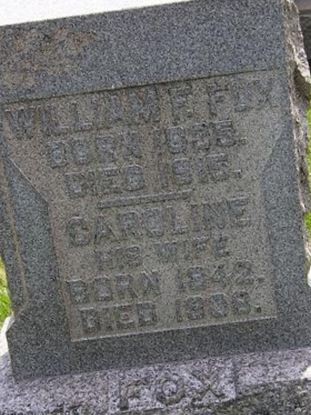 WILLIAM F. FOX
BORN 1835.
DIED 1915.
CAROLINE
HIS WIFE
BORN 1842.
DIED 1908.
FOX